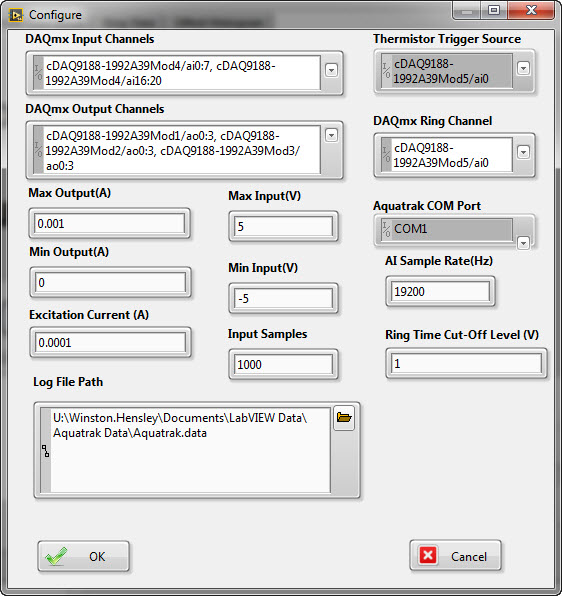 Configure
DAQmx Input Channels
cDAQ9188-1992A39Mod4/ai0:7, cDAQ9188-
1992A39Mod4/ai16:20
Thermistor Trigger Source
cDAQ9188-
1992A39Mod5/ai0
DAQmx Output Channels
cDAQ9188-1992A39Mod1/ao0:3, cDAQ9188-
1992A39Mod2/ao0:3, cDAQ9188-1992A39Mod3/
ao0:3
DAQmx Ring Channel
cDAQ9188-
1992A39Mod5/ai0
Max Output(A)
0.001
Max Input(V)
5
Aquatrak COM Port
COM1
Min Output(A)
0
Min Input(V)
-5
AI Sample Rate(Hz)
19200
Excitation Current (A)
0.0001
Input Samples
1000
Ring Time Cut-Off Level (V)
1
Log File Path
U:\Winston.Hensley\Documents\LabVIEW Data\
Aquatrak Data\Aquatrak.data
OK
Cancel